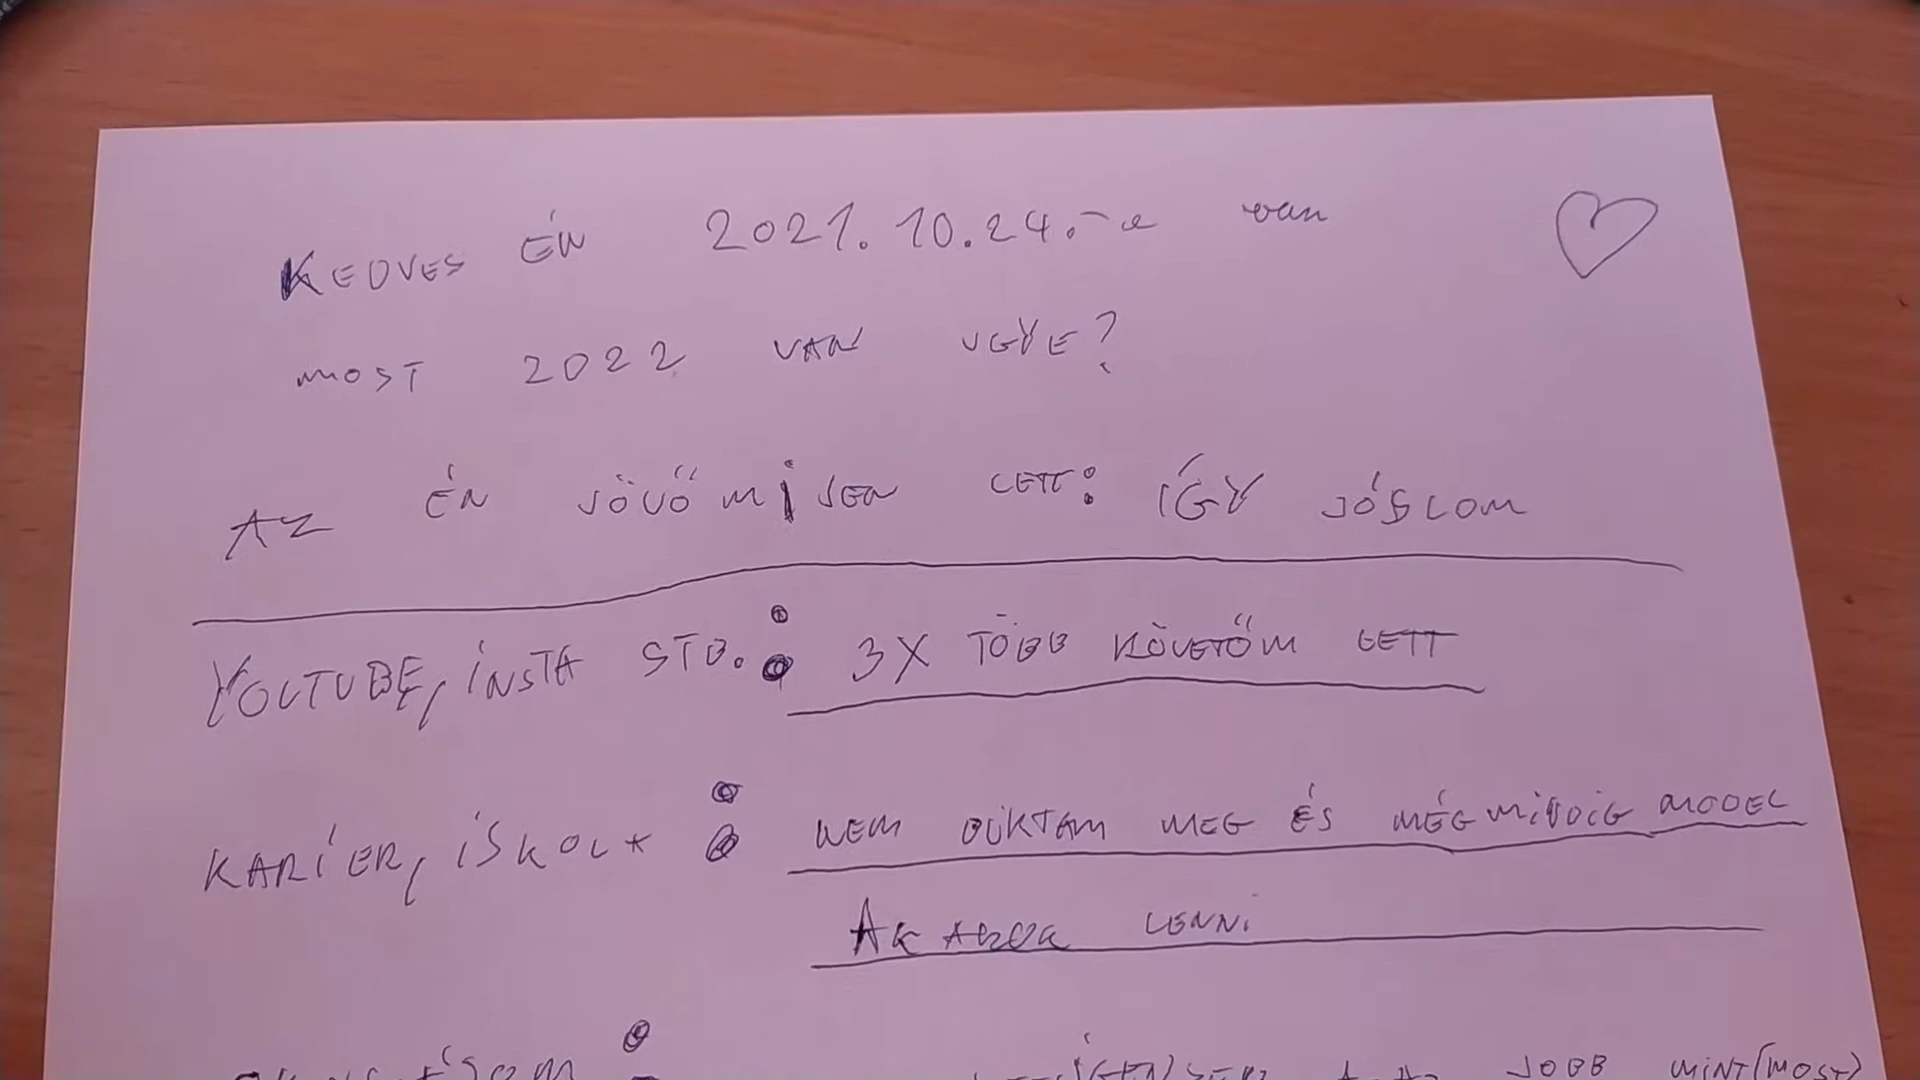 KEDVES ÉN 2021.10.24.-e van
MOST 2022 VAN UGYE?
AZ ÉN JÖVŐM ILYEN LETT: ÍGY JÓSLOM
YOUTUBE, INSTA STB.: 3X TÖBB KÖVETŐM LETT
KARIER, ISKOLA: NEM BUKTAM MEG ÉS MÉGMINDIG MODEL
AKAROK LENNI
JOBB MINT(MOST)